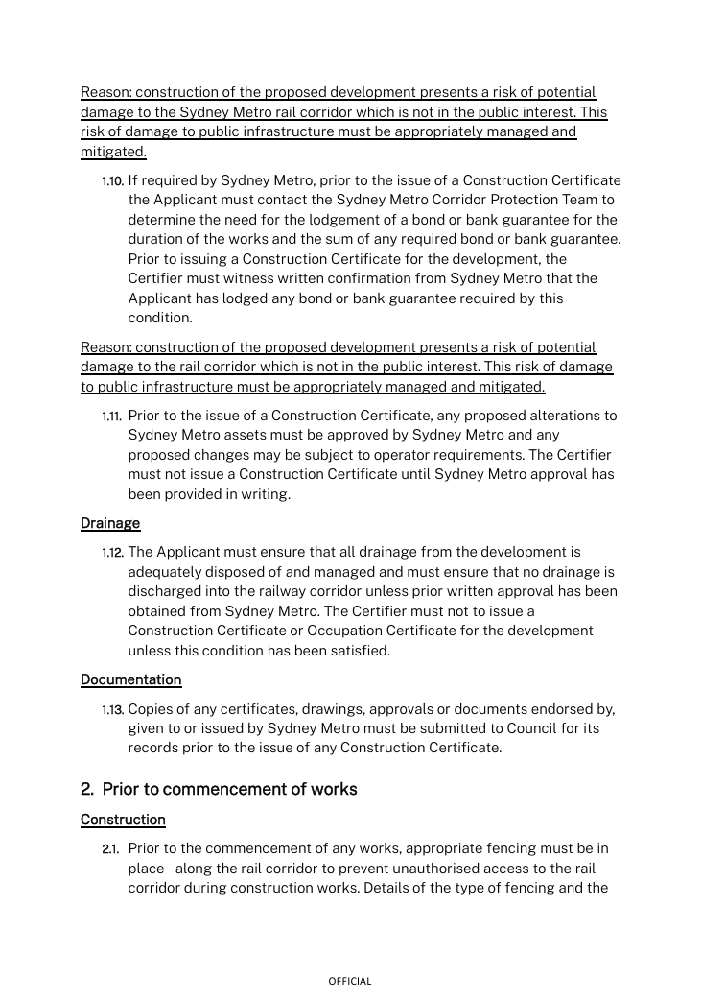 Reason: construction of the proposed development presents a risk of potential
damage to the Sydney Metro rail corridor which is not in the public interest. This
risk of damage to public infrastructure must be appropriately managed and
mitigated.
1.10. If required by Sydney Metro, prior to the issue of a Construction Certificate
the Applicant must contact the Sydney Metro Corridor Protection Team to
determine the need for the lodgement of a bond or bank guarantee for the
duration of the works and the sum of any required bond or bank guarantee.
Prior to issuing a Construction Certificate for the development, the
Certifier must witness written confirmation from Sydney Metro that the
Applicant has lodged any bond or bank guarantee required by this
condition.
Reason: construction of the proposed development presents a risk of potential
damage to the rail corridor which is not in the public interest. This risk of damage
to public infrastructure must be appropriately managed and mitigated.
1.11. Prior to the issue of a Construction Certificate, any proposed alterations to
Sydney Metro assets must be approved by Sydney Metro and any
proposed changes may be subject to operator requirements. The Certifier
must not issue a Construction Certificate until Sydney Metro approval has
been provided in writing.
Drainage
1.12. The Applicant must ensure that all drainage from the development is
adequately disposed of and managed and must ensure that no drainage is
discharged into the railway corridor unless prior written approval has been
obtained from Sydney Metro. The Certifier must not to issue a
Construction Certificate or Occupation Certificate for the development
unless this condition has been satisfied.
Documentation
1.13. Copies of any certificates, drawings, approvals or documents endorsed by,
given to or issued by Sydney Metro must be submitted to Council for its
records prior to the issue of any Construction Certificate.
2. Prior to commencement of works
Construction
2.1. Prior to the commencement of any works, appropriate fencing must be in
place along the rail corridor to prevent unauthorised access to the rail
corridor during construction works. Details of the type of fencing and the
OFFICIAL